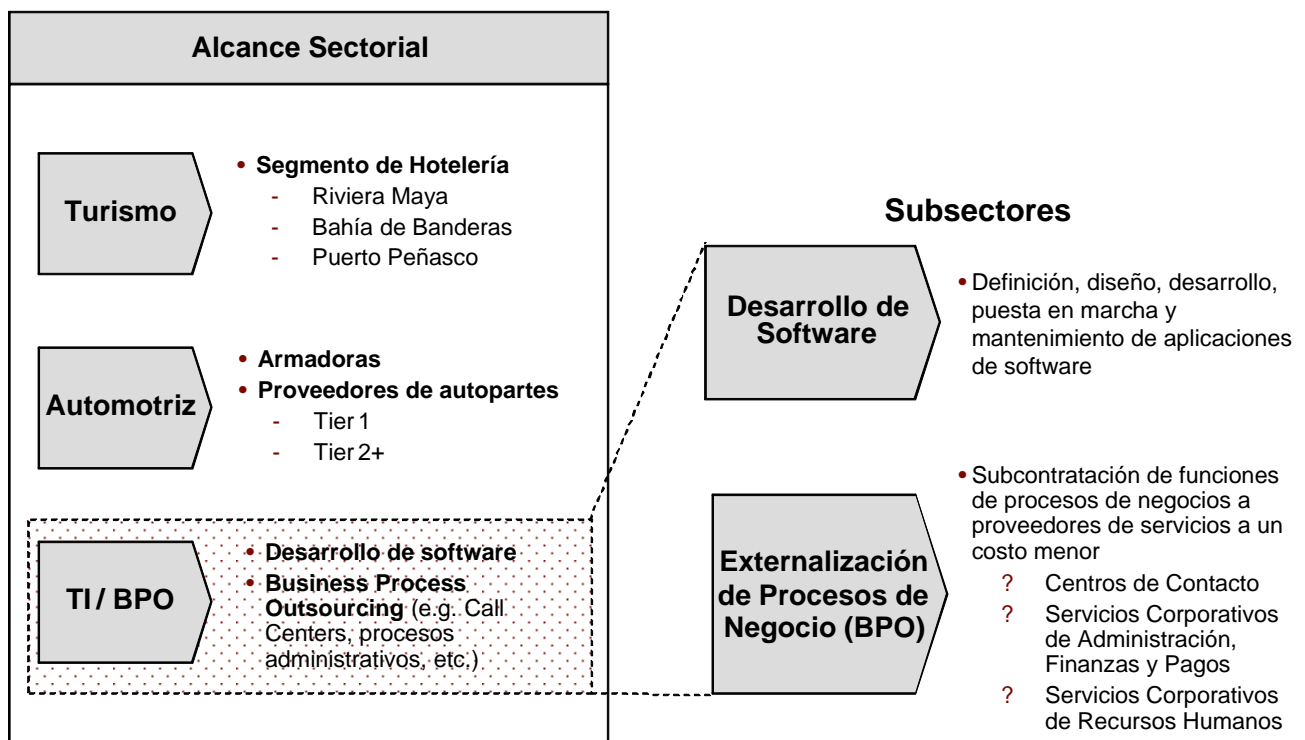 Alcance Sectorial
Turismo
• Segmento de Hotelería
- Riviera Maya
- Bahía de Banderas
- Puerto Peñasco
Automotriz
• Armadoras
• Proveedores de autopartes
- Tier 1
- Tier 2+
TI / BPO
• Desarrollo de software
• Business Process
Outsourcing (e.g. Call
Centers, procesos
administrativos, etc.)
Subsectores
Desarrollo de
Software
• Definición, diseño, desarrollo,
puesta en marcha y
mantenimiento de aplicaciones
de software
Externalización
de Procesos de
Negocio (BPO)
• Subcontratación de funciones
de procesos de negocios a
proveedores de servicios a un
costo menor
? Centros de Contacto
? Servicios Corporativos
de Administración,
Finanzas y Pagos
? Servicios Corporativos
de Recursos Humanos